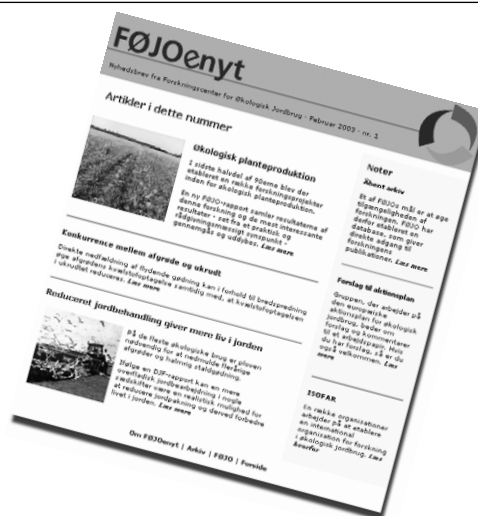 FØJOenyt
Nyhedsbrev fra Forskningscenter for Økologisk Jordbrug - Februar 2003 - nr. 1
Artikler i dette nummer
Økologisk planteproduktion
I sidste halvdel af 90erne blev der
etableret en række forskningsprojekter
inden for økologisk planteproduktion.
En ny FØJO-rapport samler resultaterne af
denne forskning og de mest interessante
resultater - set fra et praktisk og
rådgivningsmæssigt synspunkt -
gennemgås og uddybes. Læs mere
Konkurrence mellem afgrøde og ukrudt
Direkte nedfældning af flydende gødning kan i forhold til bredspredning
øge afgrødens kvælstofoptagelse samtidig med, at kvælstofoptagelsen
i ukrudtet reduceres. Læs mere
Reduceret jordbehandling giver mere liv i jorden
på de fleste økologiske brug er ploven
nødvendig for at nedmulde flerårige
afgrøder og halmrig staldgødning.
Ifølge en DJF-rapport kan en mere
overfladisk jordbearbejdning i nogle
sædskifter være en realistisk mulighed for
at reducere jordpakning og derved forbedre
livet i jorden. Læs mere
Noter
Åbent arkiv
Et af FØJOs mål er at øge
tilgængeligheden af
forskningen. FØJO har
derfor etableret en
database, som giver
direkte adgang til
forskningens
publikationer. Læs mere
Forslag til aktionsplan
Gruppen, der arbejder på
den europæiske
aktionsplan for økologisk
jordbrug, beder om
forslag og kommentarer
til et arbejdspapir. Hvis
du har forslag, så er du
også velkommen. Læs
mere
ISOFAR
En række organisationer
arbejder på at etablere
en international
organisation for forskning
i økologisk jordbrug. Læs
hvorfor
Om FØJOenyt | Arkiv | FØJO | Forside